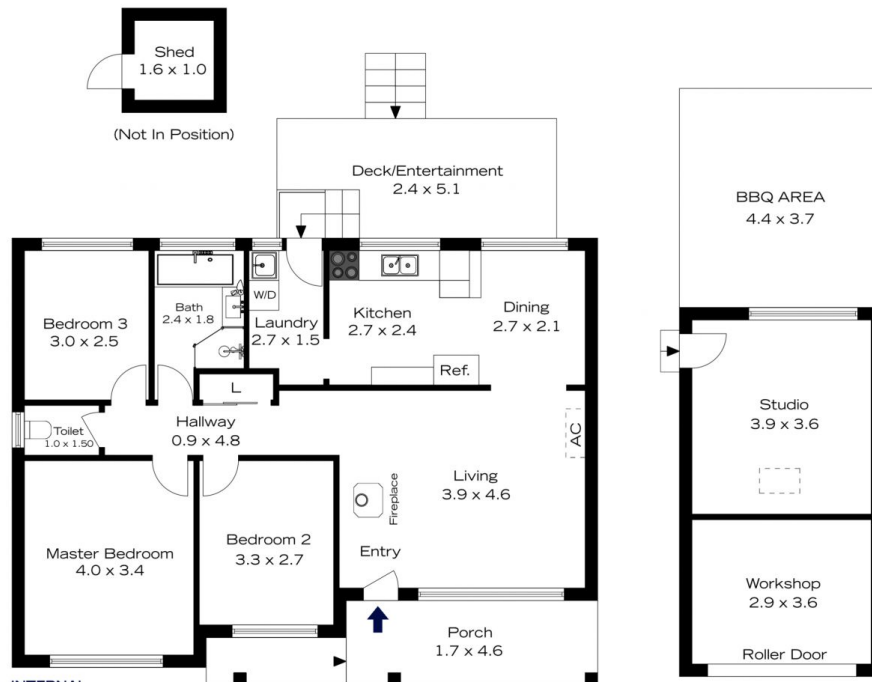 Shed
1.6 x 1.0
(Not In Position)
Deck/Entertainment
2.4 x 5.1
BBQ AREA
4.4 x 3.7
Bedroom 3
3.0 x 2.5
Bath
2.4 x 1.8
W/D
Laundry
2.7 x 1.5
Kitchen
2.7 x 2.4
Dining
2.7 x 2.1
Ref.
L
Toilet
1.0 x 1.50
Hallway
0.9 x 4.8
AC
Living
3.9 x 4.6
Fireplace
Entry
Studio
3.9 x 3.6
Master Bedroom
4.0 x 3.4
Bedroom 2
3.3 x 2.7
Workshop
2.9 x 3.6
Roller Door
Porch
1.7 x 4.6
INTERNAL